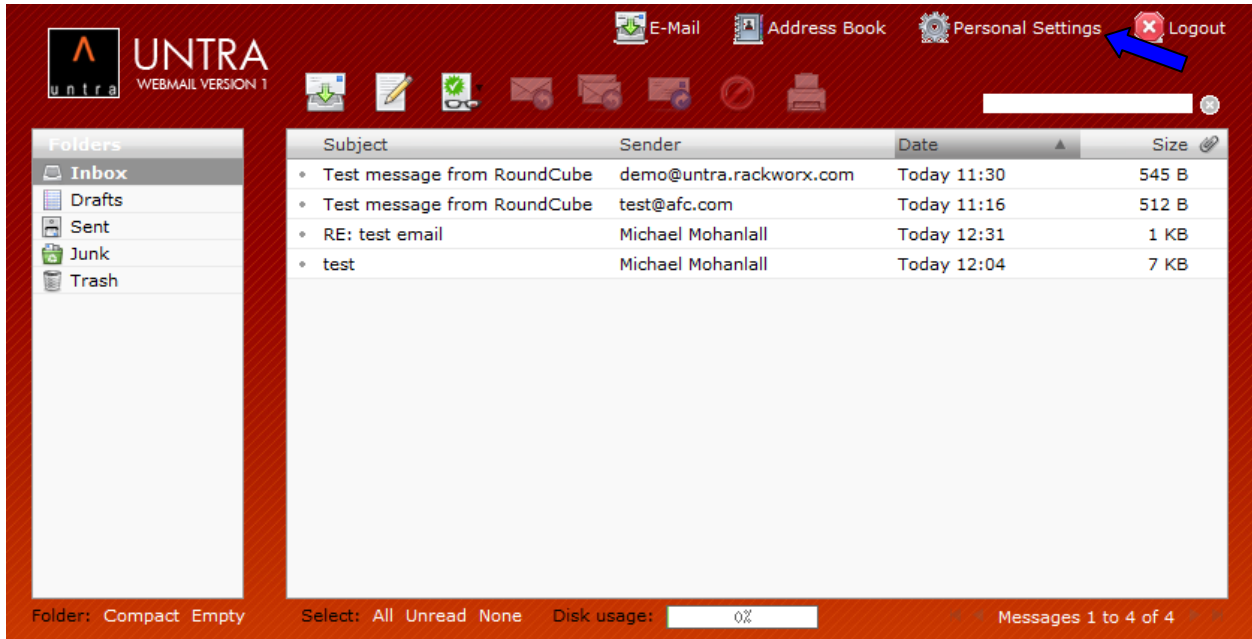 E-Mail Address Book Personal Settings Logout
^
untra
UNTRA
WEBMAIL VERSION 1
Folders
Inbox
Drafts
Sent
Junk
Trash
Subject Sender Date Size
Test message from RoundCube demo@untra.rackworx.com Today 11:30 545 B
Test message from RoundCube test@afc.com Today 11:16 512 B
RE: test email Michael Mohanlall Today 12:31 1 KB
test Michael Mohanlall Today 12:04 7 KB
Folder: Compact Empty Select: All Unread None Disk usage: 0% Messages 1 to 4 of 4